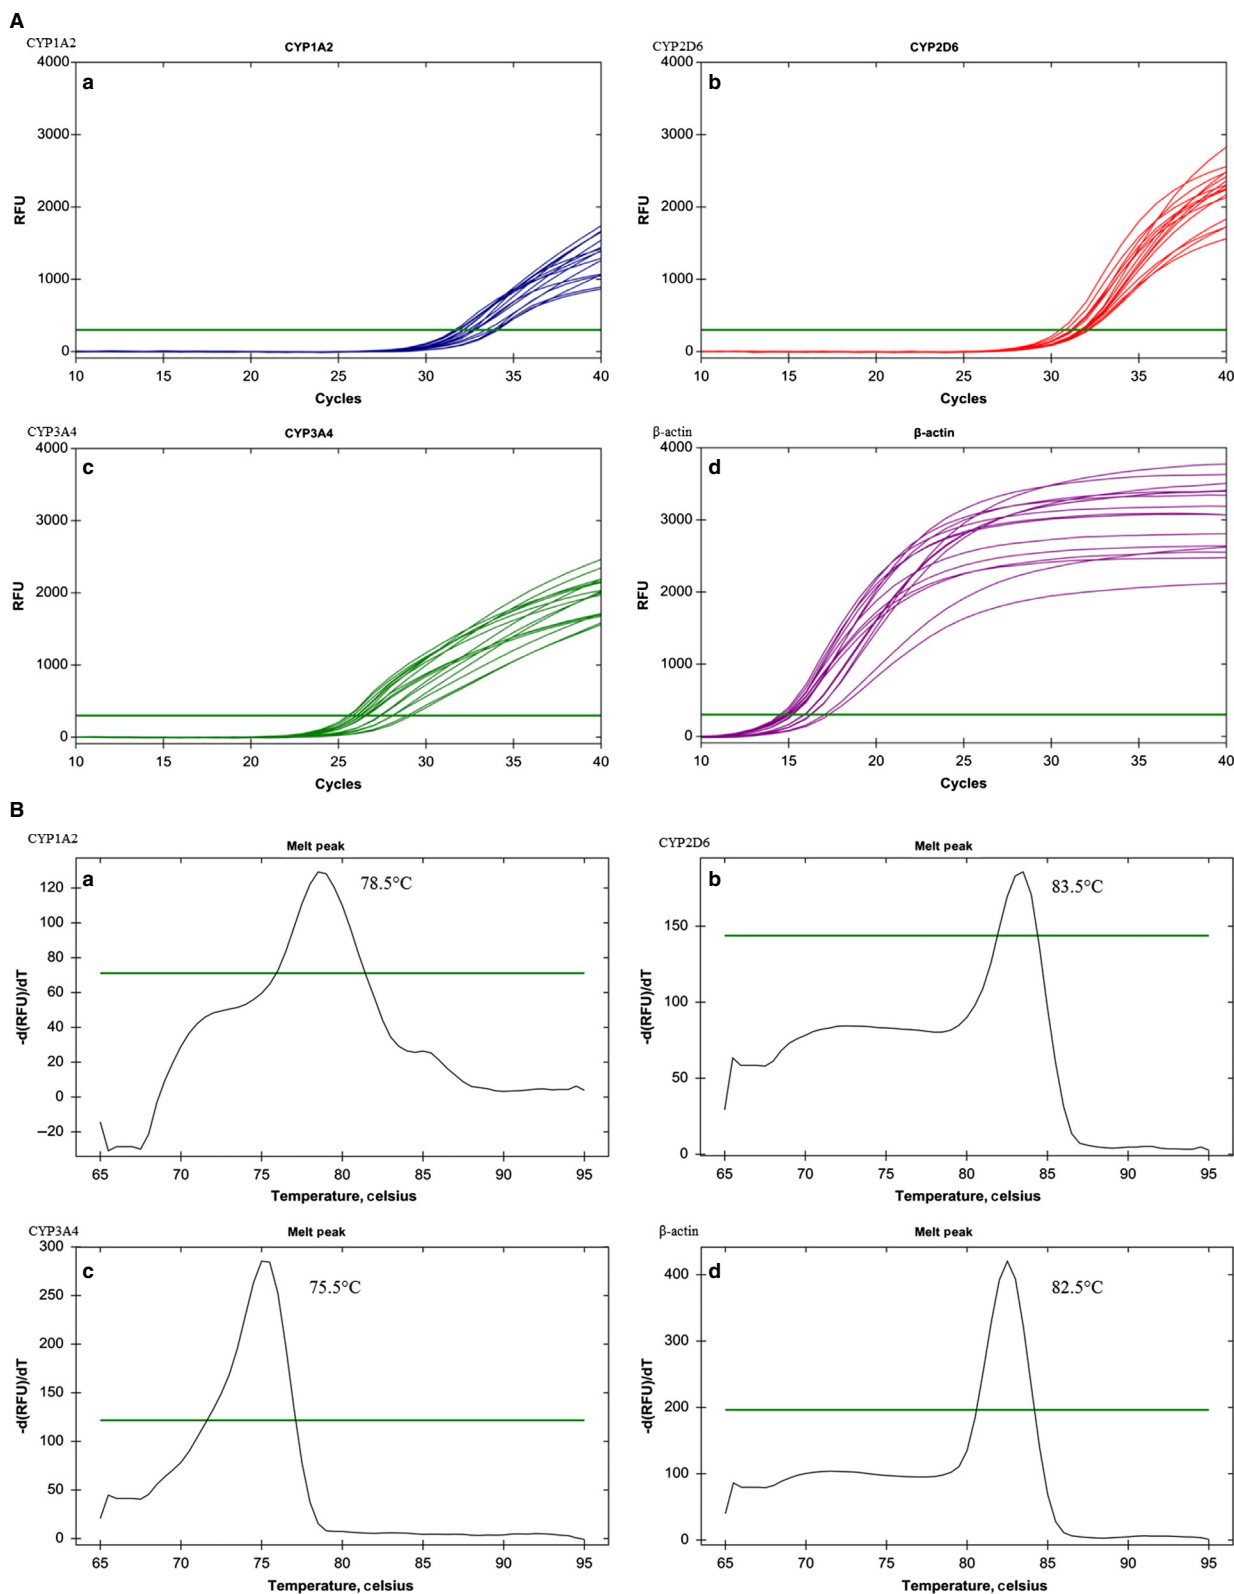 A
CYP1A2
CYP1A2
a
4000
3000
2000
1000
0
RFU
10 15 20 25 30 35 40
Cycles
CYP2D6
CYP2D6
b
4000
3000
2000
1000
0
RFU
10 15 20 25 30 35 40
Cycles
CYP3A4
CYP3A4
c
4000
3000
2000
1000
0
RFU
10 15 20 25 30 35 40
Cycles
β-actin
β-actin
d
4000
3000
2000
1000
0
RFU
10 15 20 25 30 35 40
Cycles
B
CYP1A2
Melt peak
a
78.5°C
120
100
80
60
40
20
0
–20
-d(RFU)/dT
65 70 75 80 85 90 95
Temperature, celsius
CYP2D6
Melt peak
b
83.5°C
150
100
50
0
-d(RFU)/dT
65 70 75 80 85 90 95
Temperature, celsius
CYP3A4
Melt peak
c
75.5°C
300
250
200
150
100
50
0
-d(RFU)/dT
65 70 75 80 85 90 95
Temperature, celsius
β-actin
Melt peak
d
82.5°C
400
300
200
100
0
-d(RFU)/dT
65 70 75 80 85 90 95
Temperature, celsius